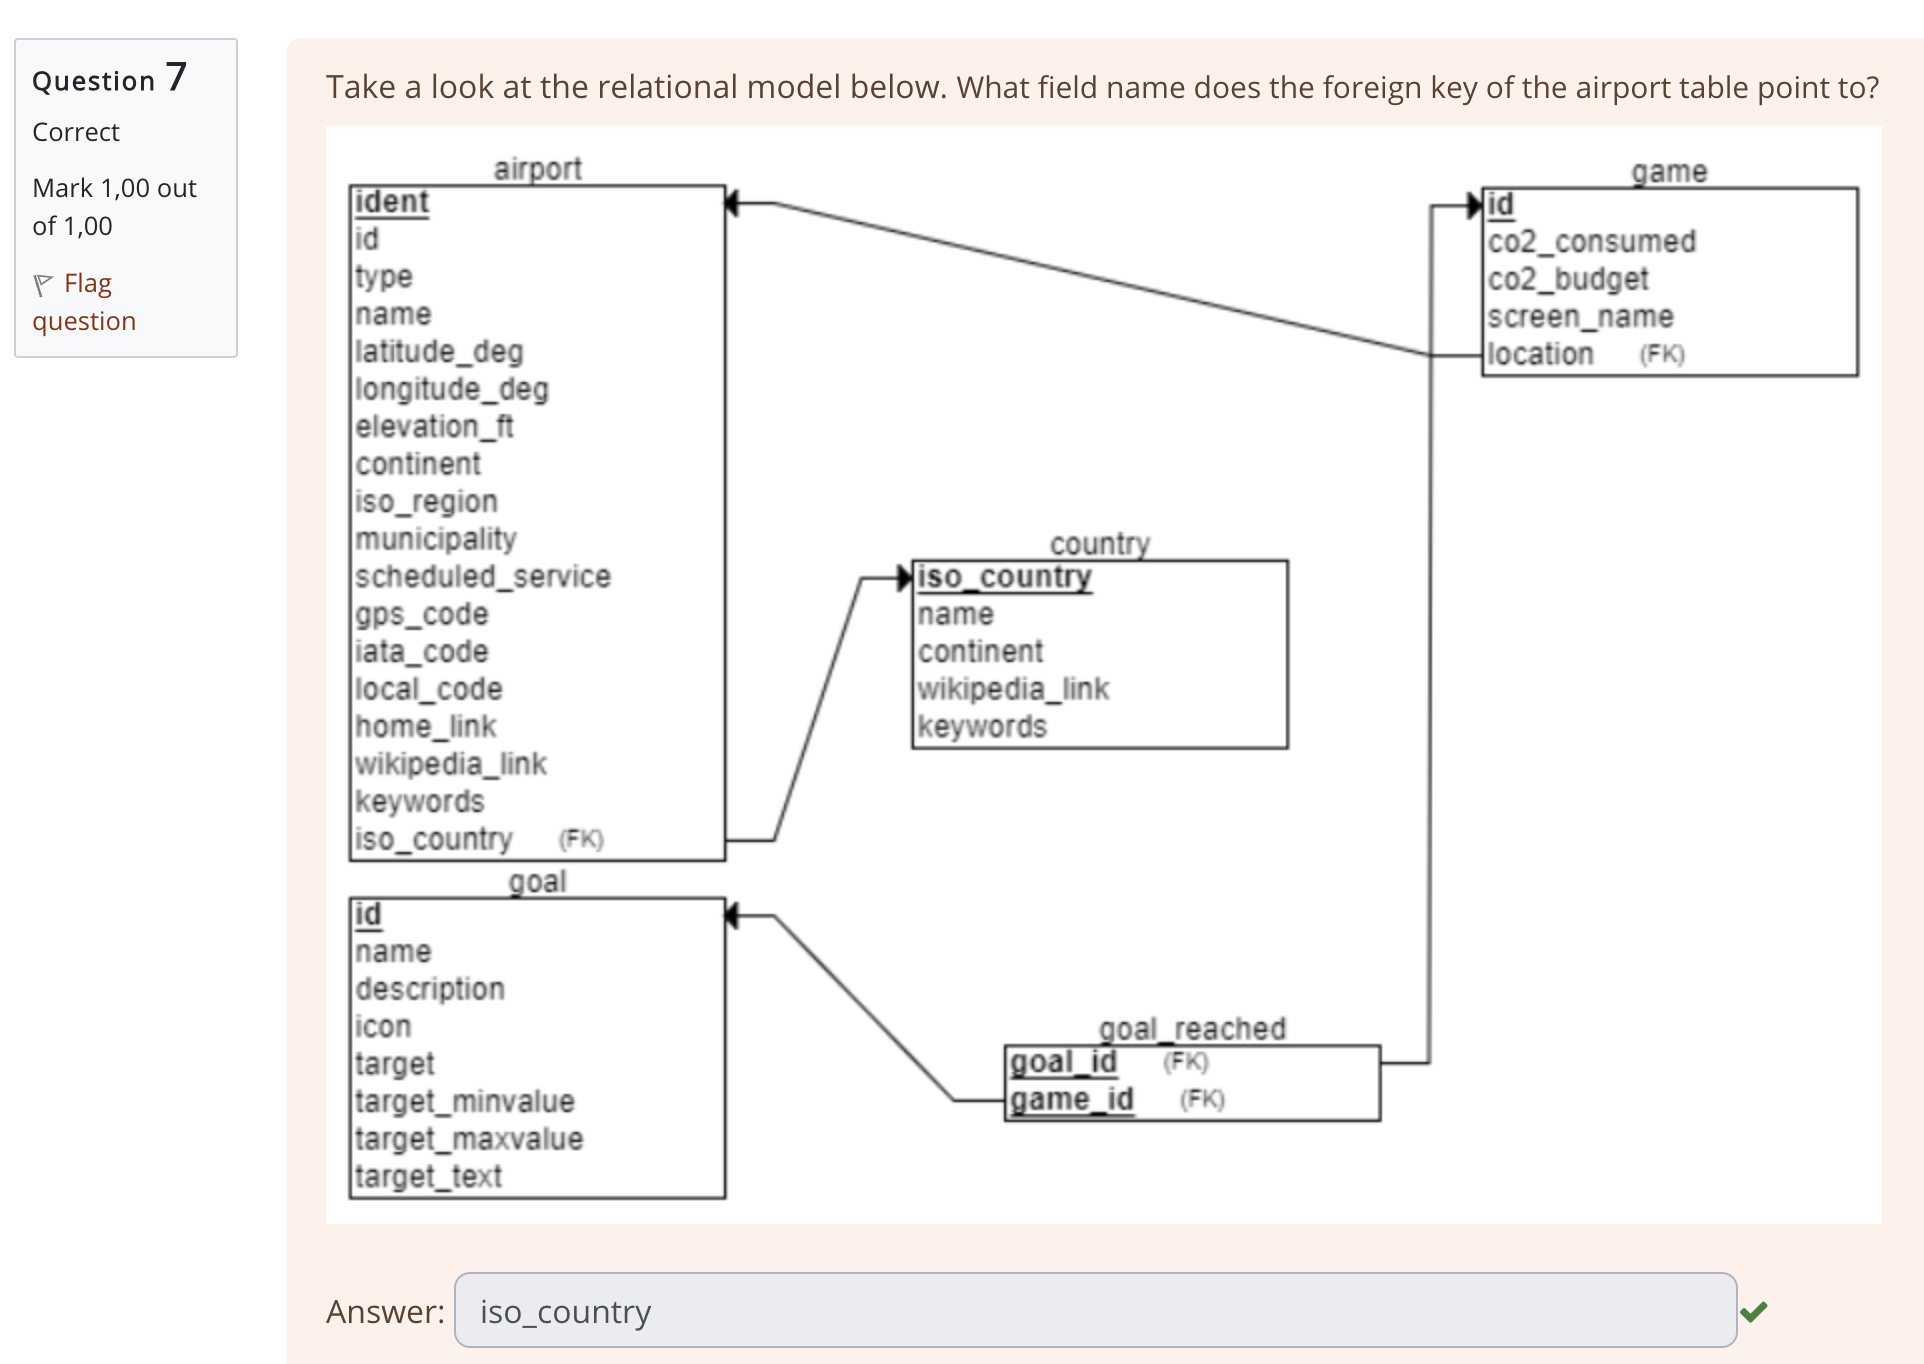 Question 7
Correct
Mark 1,00 out
of 1,00
Flag
question
Take a look at the relational model below. What field name does the foreign key of the airport table point to?
airport
ident
id
type
name
latitude_deg
longitude_deg
elevation_ft
continent
iso_region
municipality
scheduled_service
gps_code
iata_code
local_code
home_link
wikipedia_link
keywords
iso_country (FK)
game
id
co2_consumed
co2_budget
screen_name
location (FK)
country
iso_country
name
continent
wikipedia_link
keywords
goal
id
name
description
icon
target
target_minvalue
target_maxvalue
target_text
goal_reached
goal_id (FK)
game_id (FK)
Answer: iso_country